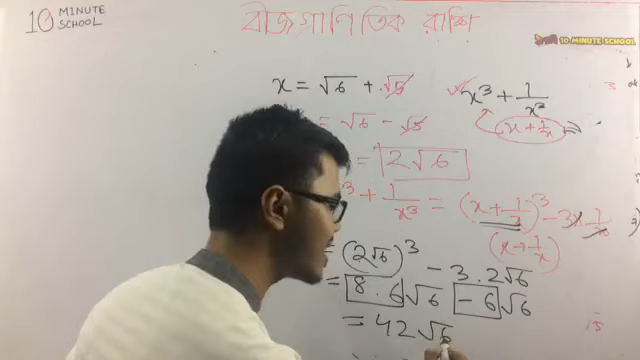 10 MINUTE SCHOOL
বীজগাণিতিক রাশি
10 MINUTE SCHOOL
x = √6 + √5
x³ + 1/x³
= √6 - √5
(x + 1/x)
= 2√6
³ + 1/x³ = (x + 1/x)³ - 3x 1/x
(x + 1/x)
(2√6)³ - 3.2√6
= 8.6√6 - 6√6
= 42√6